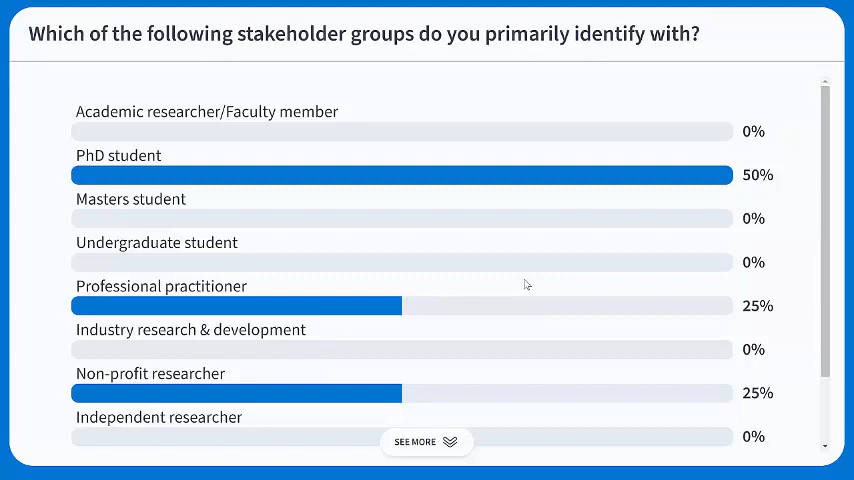 Which of the following stakeholder groups do you primarily identify with?
Academic researcher/Faculty member
0%
PhD student
50%
Masters student
0%
Undergraduate student
0%
Professional practitioner
25%
Industry research & development
0%
Non-profit researcher
25%
Independent researcher
0%
SEE MORE